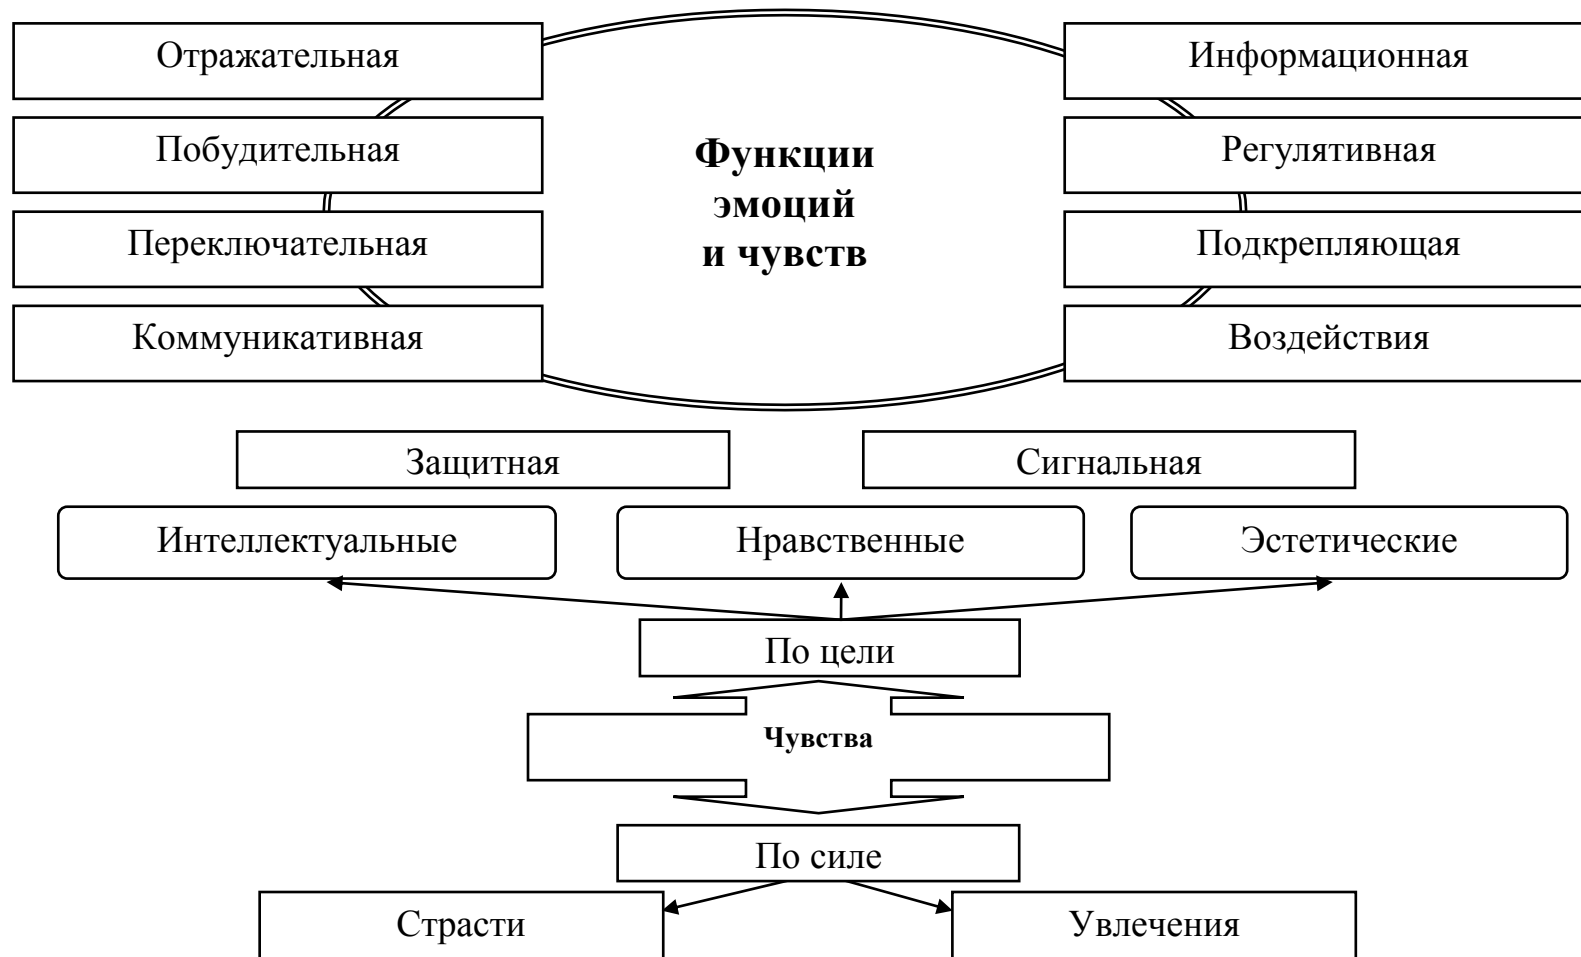 Отражательная
Информационная
Побудительная
Регулятивная
Функции
эмоций
и чувств
Переключательная
Подкрепляющая
Коммуникативная
Воздействия
Защитная
Сигнальная
Интеллектуальные
Нравственные
Эстетические
По цели
Чувства
По силе
Страсти
Увлечения